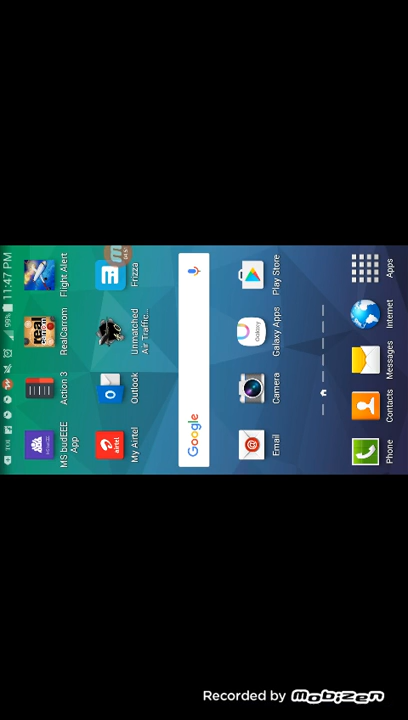 99% 11:47 PM
MS budEEE App
Action 3
RealCarrom
Flight Alert
My Airtel
Outlook
Unmatched Air Traffic..
Frizza
Google
Email
Camera
Galaxy Apps
Play Store
Phone
Contacts
Messages
Internet
Apps
Recorded by Mobizen